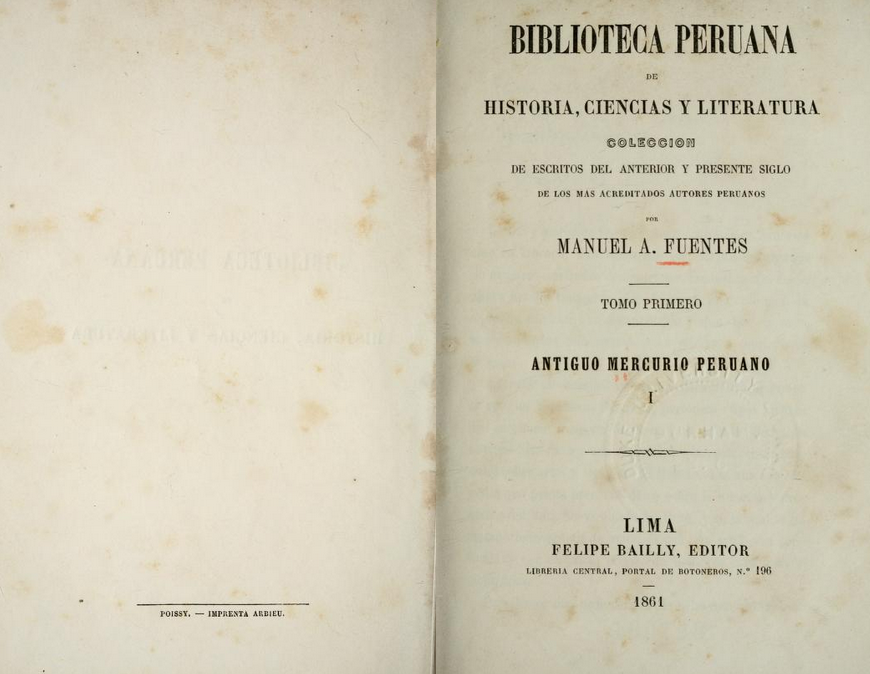 POISSY. — IMPRENTA ARBIEU.
BIBLIOTECA PERUANA
DE
HISTORIA, CIENCIAS Y LITERATURA
COLECCION
DE ESCRITOS DEL ANTERIOR Y PRESENTE SIGLO
DE LOS MAS ACREDITADOS AUTORES PERUANOS
POR
MANUEL A. FUENTES
TOMO PRIMERO
ANTIGUO MERCURIO PERUANO
I
LIMA
FELIPE BAILLY, EDITOR
LIBRERIA CENTRAL, PORTAL DE BOTONEROS, N.º 196
1861